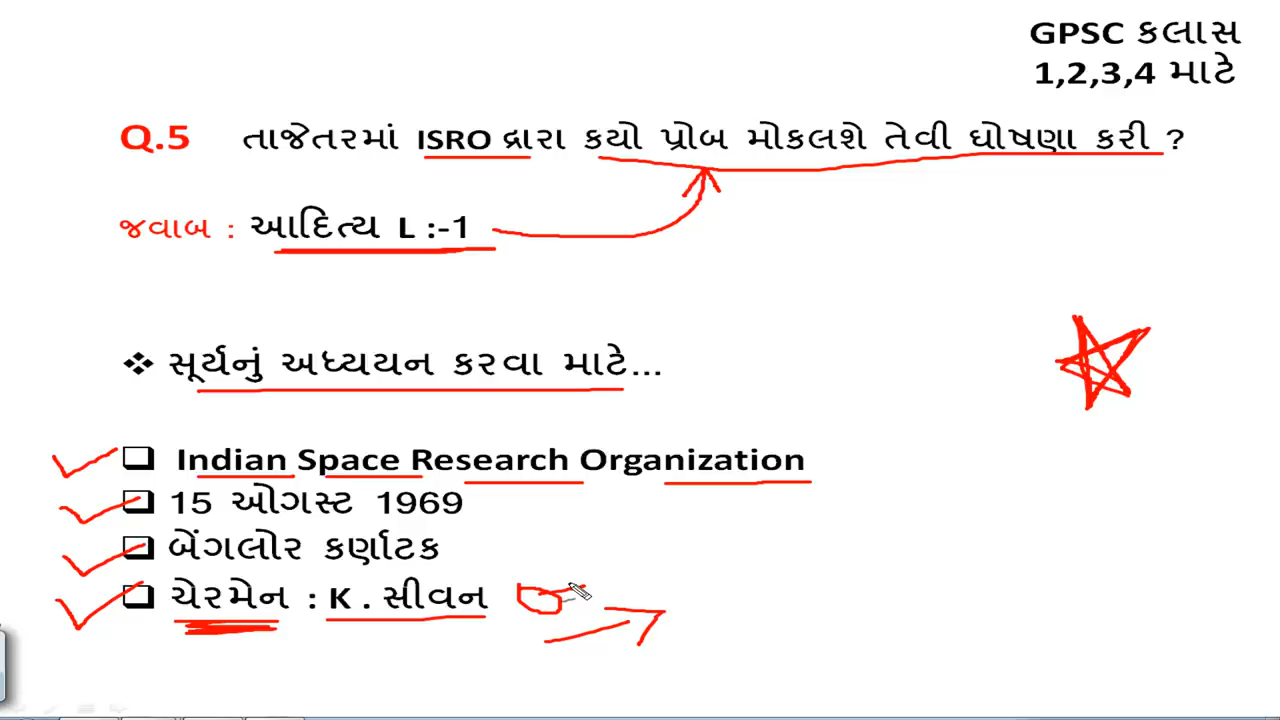 GPSC કલાસ
1,2,3,4 માટે
Q.5 તાજેતરમાં ISRO દ્રારા કયો પ્રોબ મોકલશે તેવી ઘોષણા કરી ?
જવાબ : આદિત્ય L :-1
❖ સૂર્યનું અધ્યયન કરવા માટે...
❑ Indian Space Research Organization
❑ 15 ઓગસ્ટ 1969
❑ બેંગલોર કર્ણાટક
❑ ચેરમેન : K . સીવન